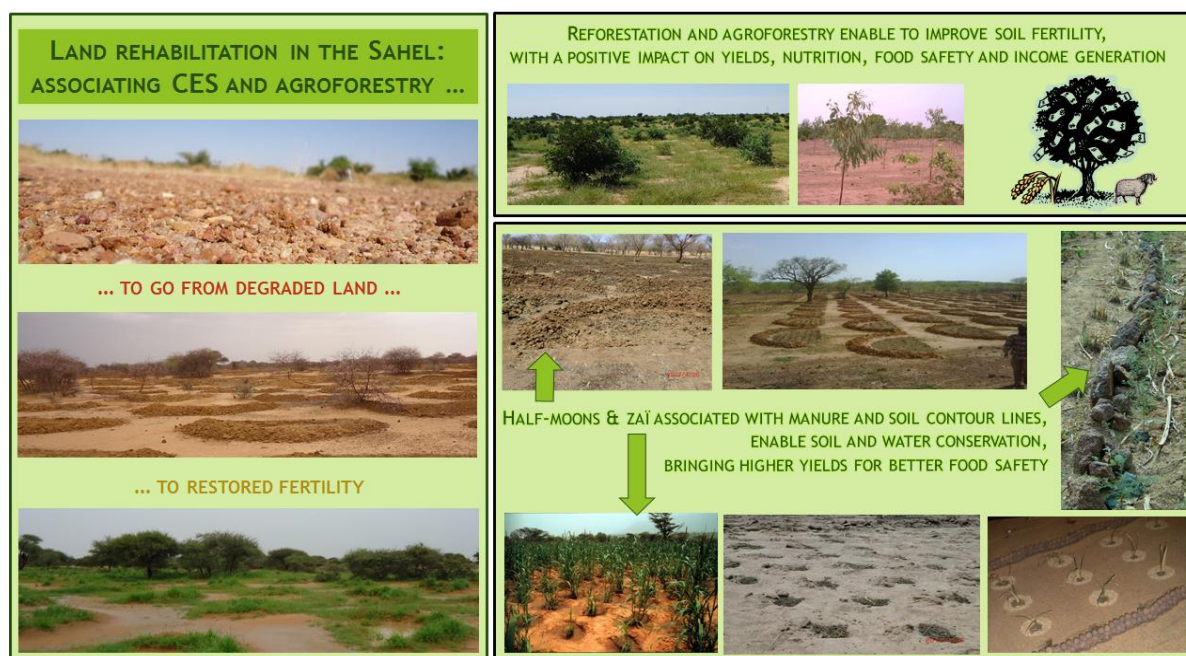 LAND REHABILITATION IN THE SAHEL:
ASSOCIATING CES AND AGROFORESTRY ...
... TO GO FROM DEGRADED LAND ...
... TO RESTORED FERTILITY
REFORESTATION AND AGROFORESTRY ENABLE TO IMPROVE SOIL FERTILITY,
WITH A POSITIVE IMPACT ON YIELDS, NUTRITION, FOOD SAFETY AND INCOME GENERATION
HALF-MOONS & ZAÏ ASSOCIATED WITH MANURE AND SOIL CONTOUR LINES,
ENABLE SOIL AND WATER CONSERVATION,
BRINGING HIGHER YIELDS FOR BETTER FOOD SAFETY